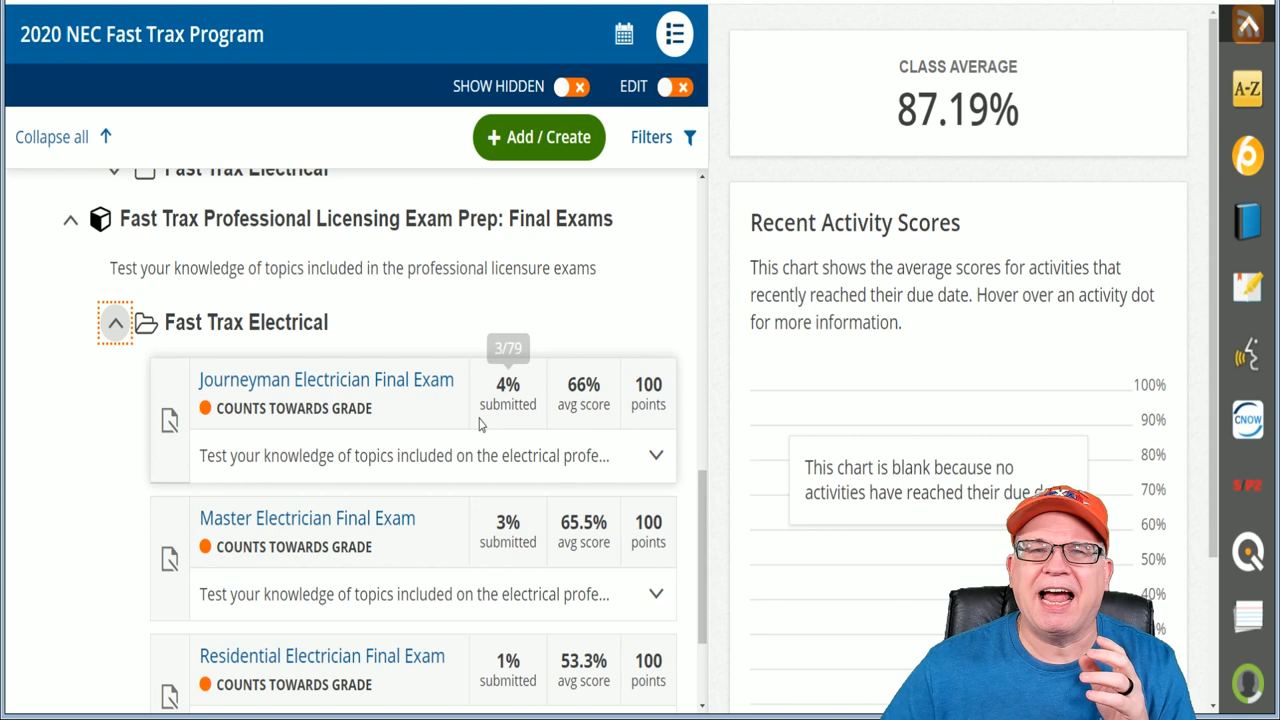 2020 NEC Fast Trax Program
SHOW HIDDEN
EDIT
Collapse all
+ Add / Create
Filters
Fast Trax Electrical
Fast Trax Professional Licensing Exam Prep: Final Exams
Test your knowledge of topics included in the professional licensure exams
Fast Trax Electrical
3/79
Journeyman Electrician Final Exam
COUNTS TOWARDS GRADE
4%
submitted
66%
avg score
100
points
Test your knowledge of topics included on the electrical profe...
Master Electrician Final Exam
COUNTS TOWARDS GRADE
3%
submitted
65.5%
avg score
100
points
Test your knowledge of topics included on the electrical profe...
Residential Electrician Final Exam
COUNTS TOWARDS GRADE
1%
submitted
53.3%
avg score
100
points
CLASS AVERAGE
87.19%
Recent Activity Scores
This chart shows the average scores for activities that
recently reached their due date. Hover over an activity dot
for more information.
100%
90%
80%
70%
60%
50%
40%
This chart is blank because no
activities have reached their due
A-Z
CNOW